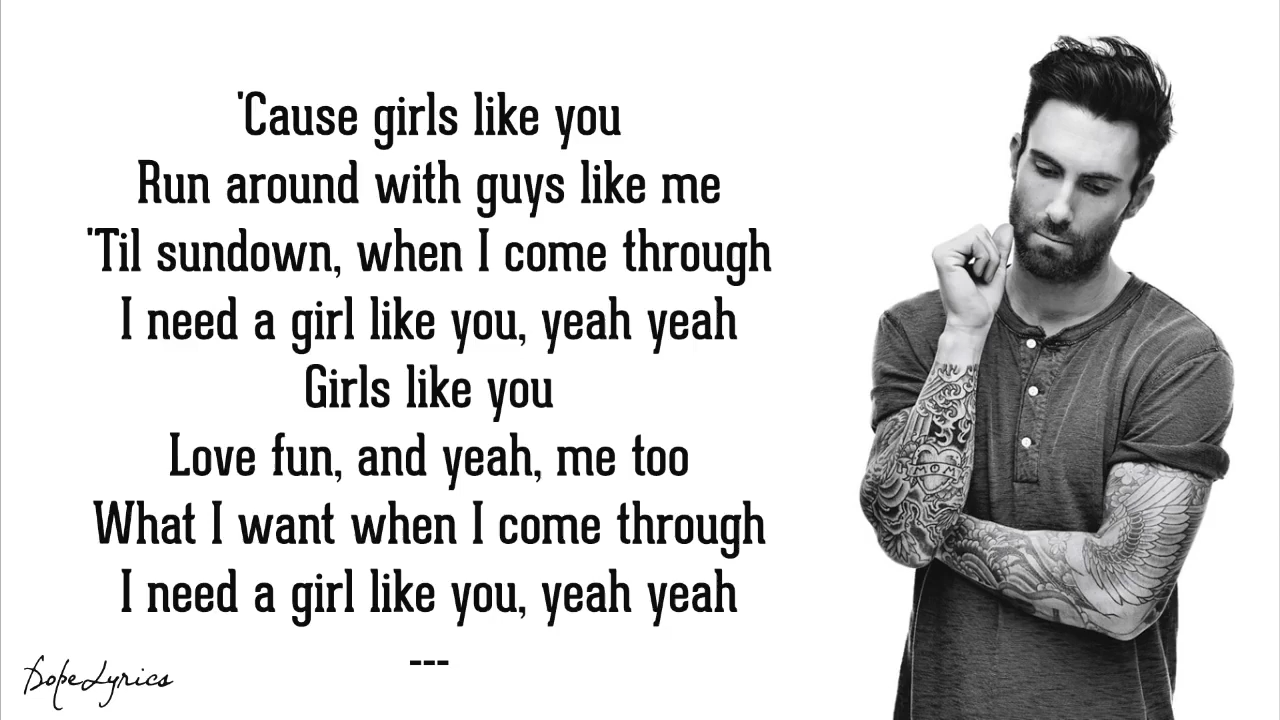 'Cause girls like you
Run around with guys like me
'Til sundown, when I come through
I need a girl like you, yeah yeah
Girls like you
Love fun, and yeah, me too
What I want when I come through
I need a girl like you, yeah yeah
---
DopeLyrics
MOM